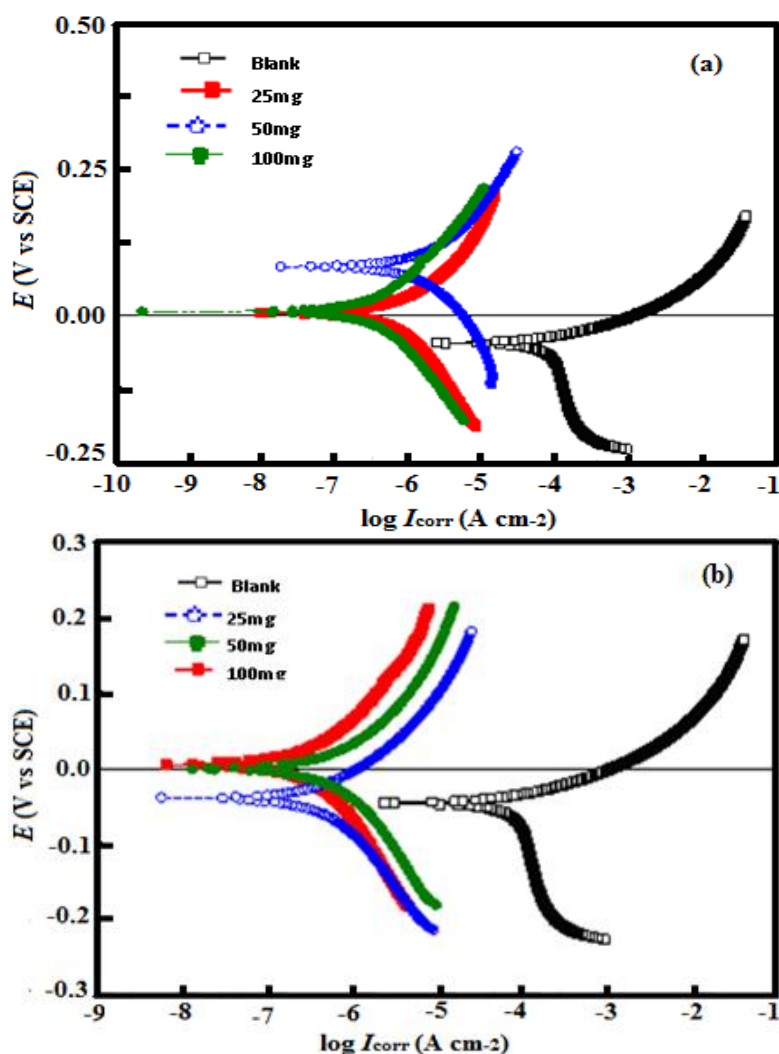 0.50
(a)
Blank
25mg
50mg
100mg
0.25
0.00
-0.25
E (V vs SCE)
-10 -9 -8 -7 -6 -5 -4 -3 -2 -1
log Icorr (A cm-2)
0.3
(b)
Blank
25mg
50mg
100mg
0.2
0.1
0.0
-0.1
-0.2
-0.3
E (V vs SCE)
-9 -8 -7 -6 -5 -4 -3 -2 -1
log Icorr (A cm-2)